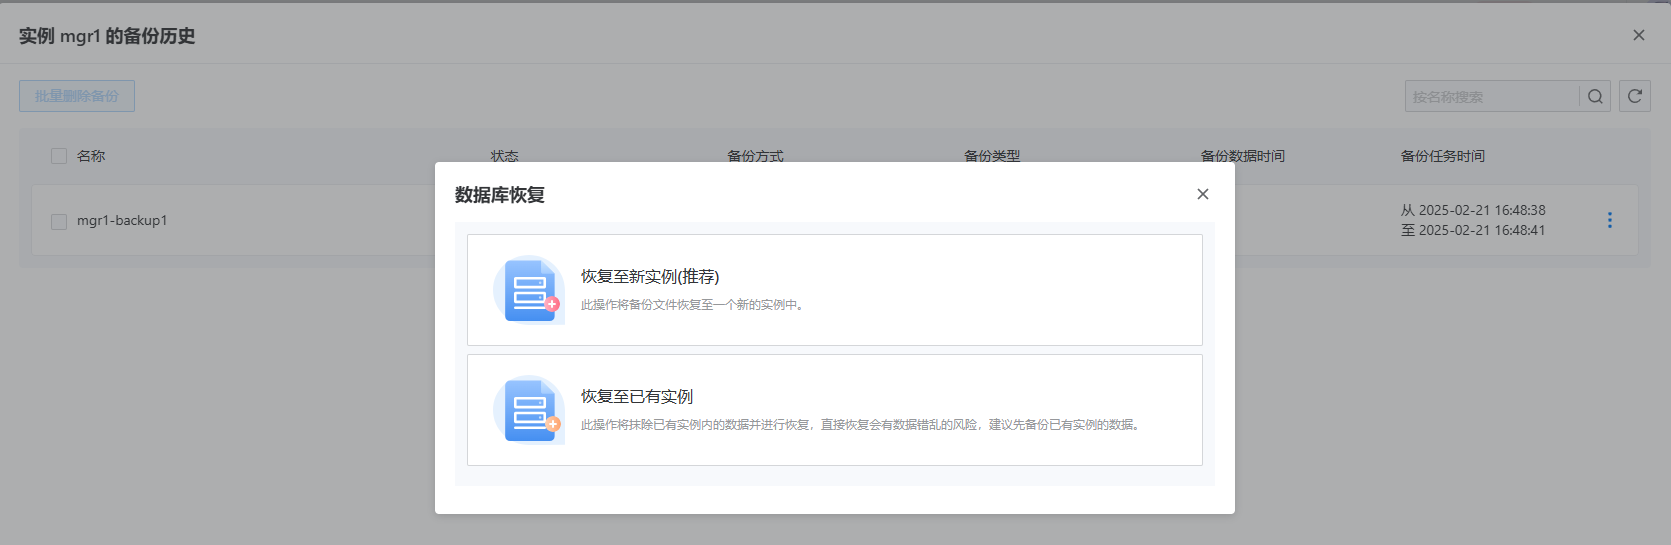 实例 mgr1 的备份历史
批量删除备份
按名称搜索
名称
状态
备份方式
备份类型
备份数据时间
备份任务时间
mgr1-backup1
从 2025-02-21 16:48:38
至 2025-02-21 16:48:41
数据库恢复
恢复至新实例(推荐)
此操作将备份文件恢复至一个新的实例中。
恢复至已有实例
此操作将抹除已有实例内的数据并进行恢复，直接恢复会有数据错乱的风险，建议先备份已有实例的数据。